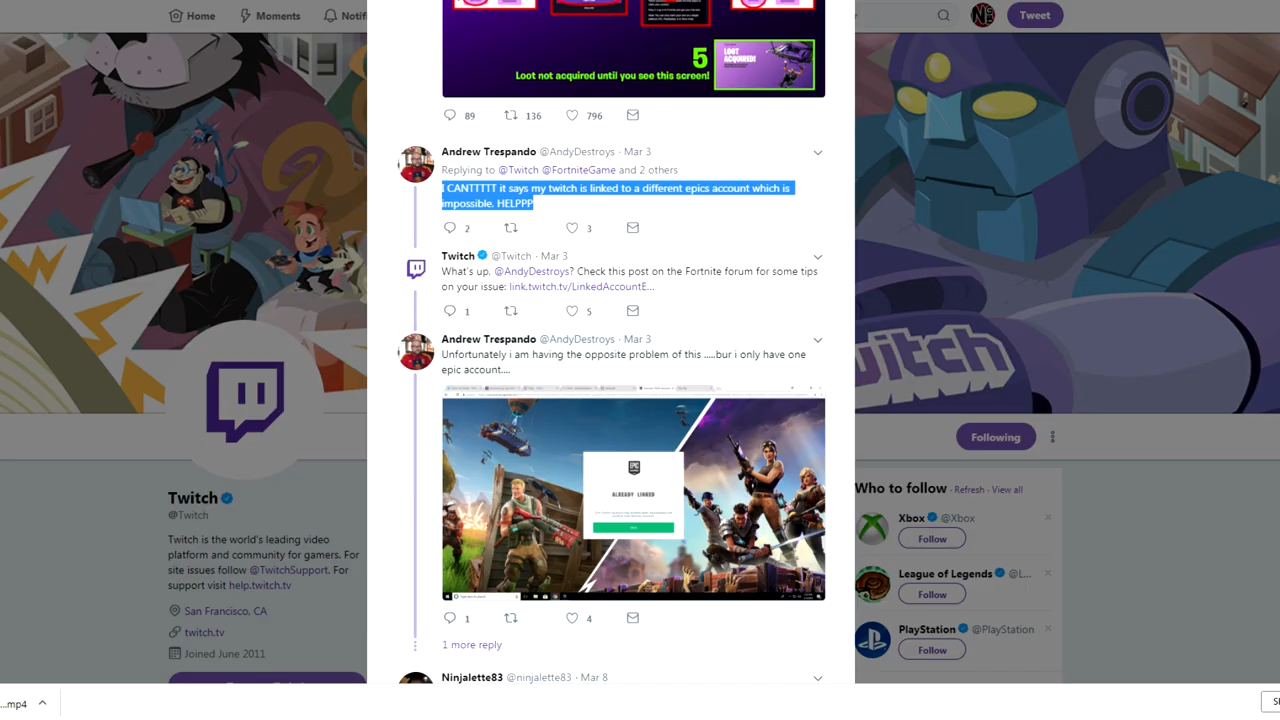 Home
Moments
Tweet
5
LOOT
ACQUIRED!
Loot not acquired until you see this screen!
89 136 796
Andrew Trespando @AndyDestroys · Mar 3
Replying to @Twitch @FortniteGame and 2 others
I CANTTTTT it says my twitch is linked to a different epics account which is
impossible. HELPPP
2 3
Twitch @Twitch · Mar 3
What's up, @AndyDestroys? Check this post on the Fortnite forum for some tips
on your issue: link.twitch.tv/LinkedAccountE…
1 5
Andrew Trespando @AndyDestroys · Mar 3
Unfortunately i am having the opposite problem of this .....bur i only have one
epic account....
EPIC
ALREADY LINKED
1 4
1 more reply
Ninjalette83 @ninjalette83 · Mar 8
Twitch
@Twitch
Twitch is the world's leading video
platform and community for gamers. For
site issues follow @TwitchSupport. For
support visit help.twitch.tv
San Francisco, CA
twitch.tv
Joined June 2011
Following
Who to follow · Refresh · View all
Xbox @Xbox
Follow
League of Legends @L...
Follow
PlayStation @PlayStation
Follow
...mp4